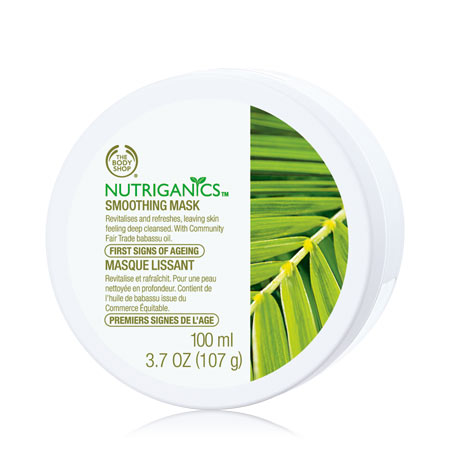 THE
BODY
SHOP
NUTRIGANICS™
SMOOTHING MASK
Revitalises and refreshes, leaving skin
feeling deep cleansed. With Community
Fair Trade babassu oil.
FIRST SIGNS OF AGEING
MASQUE LISSANT
Revitalise et rafraîchit. Pour une peau
nettoyée en profondeur. Contient de
l'huile de babassu issue du
Commerce Équitable.
PREMIERS SIGNES DE L'AGE
100 ml
3.7 OZ (107 g)